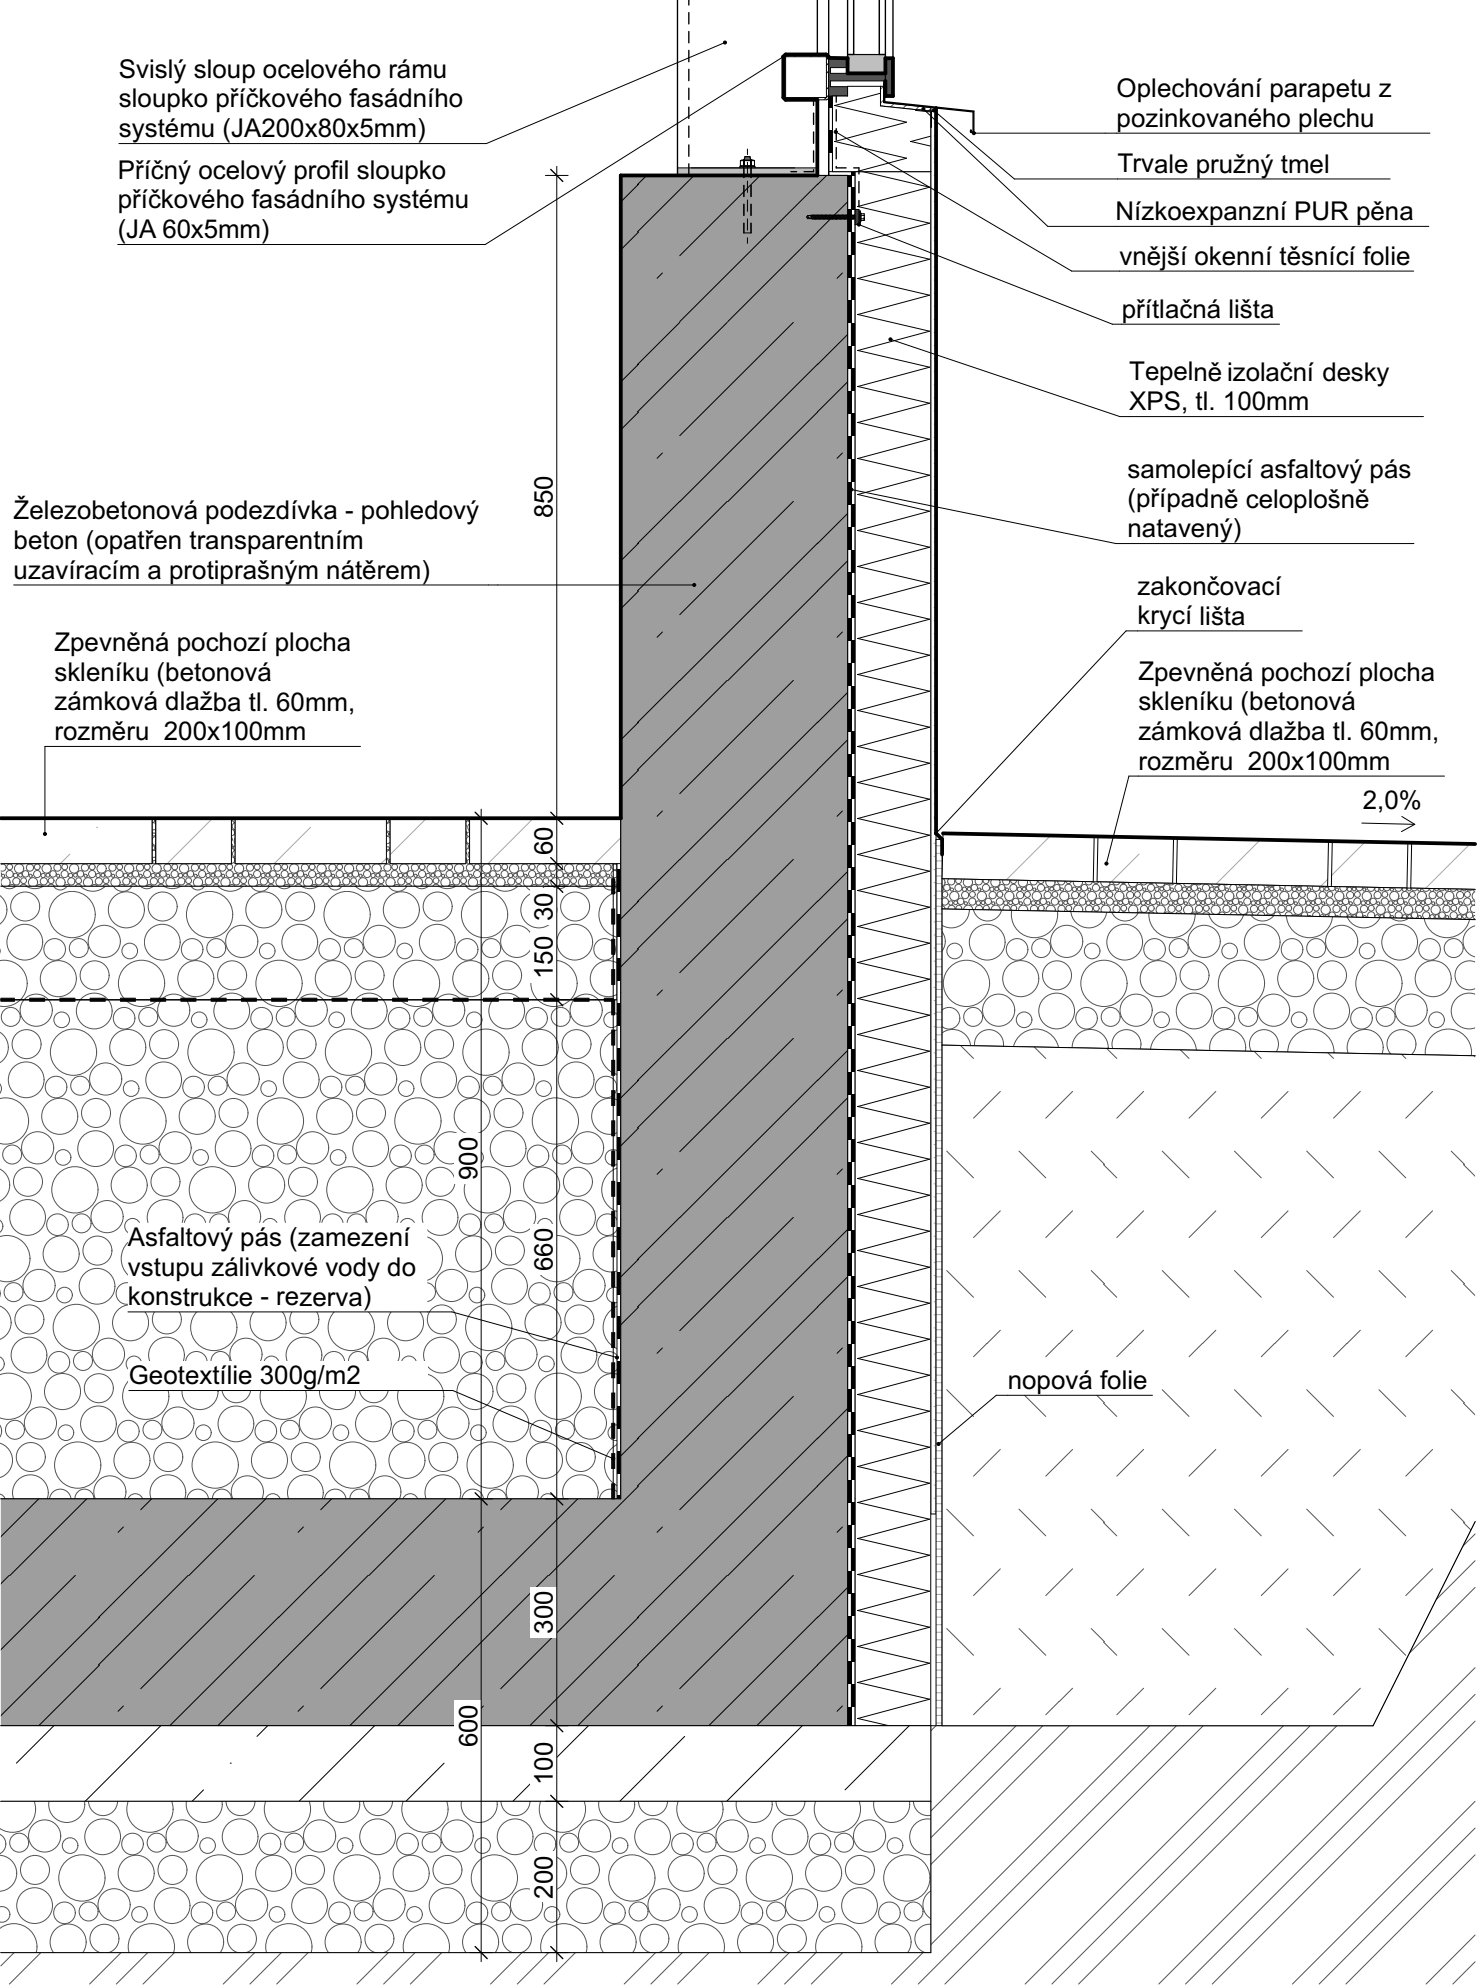 Svislý sloup ocelového rámu
sloupko příčkového fasádního
systému (JA200x80x5mm)
Příčný ocelový profil sloupko
příčkového fasádního systému
(JA 60x5mm)
Oplechování parapetu z
pozinkovaného plechu
Trvale pružný tmel
Nízkoexpanzní PUR pěna
vnější okenní těsnící folie
přítlačná lišta
Tepelně izolační desky
XPS, tl. 100mm
samolepící asfaltový pás
(případně celoplošně
natavený)
zakončovací
krycí lišta
Zpevněná pochozí plocha
skleníku (betonová
zámková dlažba tl. 60mm,
rozměru 200x100mm
2,0%
Železobetonová podezdívka - pohledový
beton (opatřen transparentním
uzavíracím a protiprašným nátěrem)
Zpevněná pochozí plocha
skleníku (betonová
zámková dlažba tl. 60mm,
rozměru 200x100mm
850
60
30
150
900
660
Asfaltový pás (zamezení
vstupu zálivkové vody do
konstrukce - rezerva)
Geotextílie 300g/m2
nopová folie
300
600
100
200